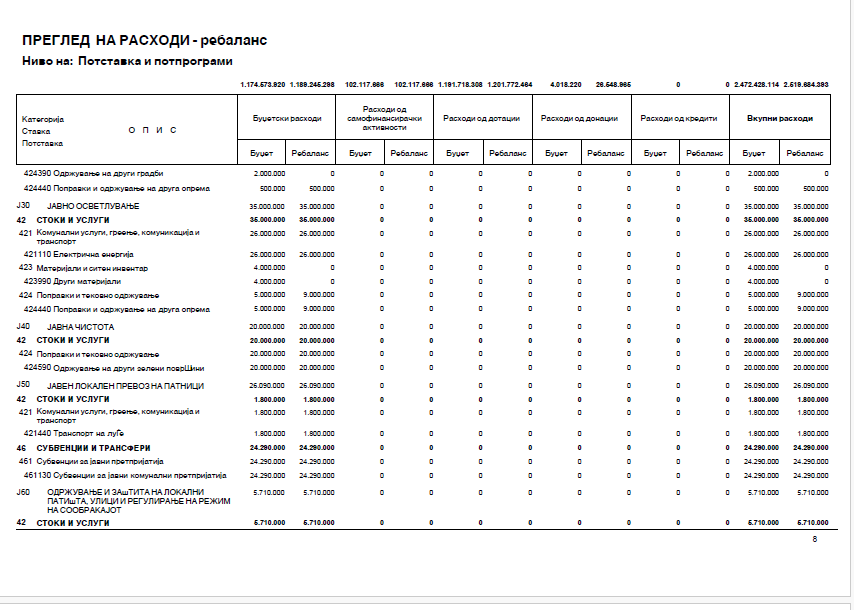 ПРЕГЛЕД НА РАСХОДИ - ребаланс
Ниво на: Потставка и потпрограми
1.174.573.920 1.189.245.298 102.117.666 102.117.666 1.191.718.308 1.201.772.464 4.018.220 26.548.965 0 0 2.472.428.114 2.519.684.393
Категорија
Ставка
Потставка
О П И С
Буџетски расходи
Расходи од
самофинансирачки
активности
Расходи од дотации
Расходи од донации
Расходи од кредити
Вкупни расходи
Буџет Ребаланс Буџет Ребаланс Буџет Ребаланс Буџет Ребаланс Буџет Ребаланс Буџет Ребаланс
424390 Одржување на други градби 2.000.000 0 0 0 0 0 0 0 0 0 2.000.000 0
424440 Поправки и одржување на друга опрема 500.000 500.000 0 0 0 0 0 0 0 0 500.000 500.000
Ј30 ЈАВНО ОСВЕТЛУВАЊЕ 35.000.000 35.000.000 0 0 0 0 0 0 0 0 35.000.000 35.000.000
42 СТОКИ И УСЛУГИ 35.000.000 35.000.000 0 0 0 0 0 0 0 0 35.000.000 35.000.000
421 Комунални услуги, греење, комуникација и
транспорт 26.000.000 26.000.000 0 0 0 0 0 0 0 0 26.000.000 26.000.000
421110 Електрична енергија 26.000.000 26.000.000 0 0 0 0 0 0 0 0 26.000.000 26.000.000
423 Материјали и ситен инвентар 4.000.000 0 0 0 0 0 0 0 0 0 4.000.000 0
423990 Други материјали 4.000.000 0 0 0 0 0 0 0 0 0 4.000.000 0
424 Поправки и тековно одржување 5.000.000 9.000.000 0 0 0 0 0 0 0 0 5.000.000 9.000.000
424440 Поправки и одржување на друга опрема 5.000.000 9.000.000 0 0 0 0 0 0 0 0 5.000.000 9.000.000
Ј40 ЈАВНА ЧИСТОТА 20.000.000 20.000.000 0 0 0 0 0 0 0 0 20.000.000 20.000.000
42 СТОКИ И УСЛУГИ 20.000.000 20.000.000 0 0 0 0 0 0 0 0 20.000.000 20.000.000
424 Поправки и тековно одржување 20.000.000 20.000.000 0 0 0 0 0 0 0 0 20.000.000 20.000.000
424590 Одржување на други зелени површини 20.000.000 20.000.000 0 0 0 0 0 0 0 0 20.000.000 20.000.000
Ј50 ЈАВЕН ЛОКАЛЕН ПРЕВОЗ НА ПАТНИЦИ 26.090.000 26.090.000 0 0 0 0 0 0 0 0 26.090.000 26.090.000
42 СТОКИ И УСЛУГИ 1.800.000 1.800.000 0 0 0 0 0 0 0 0 1.800.000 1.800.000
421 Комунални услуги, греење, комуникација и
транспорт 1.800.000 1.800.000 0 0 0 0 0 0 0 0 1.800.000 1.800.000
421440 Транспорт на луѓе 1.800.000 1.800.000 0 0 0 0 0 0 0 0 1.800.000 1.800.000
46 СУБВЕНЦИИ И ТРАНСФЕРИ 24.290.000 24.290.000 0 0 0 0 0 0 0 0 24.290.000 24.290.000
461 Субвенции за јавни претпријатија 24.290.000 24.290.000 0 0 0 0 0 0 0 0 24.290.000 24.290.000
461130 Субвенции за јавни комунални претпријатија 24.290.000 24.290.000 0 0 0 0 0 0 0 0 24.290.000 24.290.000
Ј60 ОДРЖУВАЊЕ И ЗАшТИТА НА ЛОКАЛНИ 5.710.000 5.710.000 0 0 0 0 0 0 0 0 5.710.000 5.710.000
ПАТИшТА, УЛИЦИ И РЕГУЛИРАЊЕ НА РЕЖИМ
НА СООБРАКАЈОТ
42 СТОКИ И УСЛУГИ 5.710.000 5.710.000 0 0 0 0 0 0 0 0 5.710.000 5.710.000
8